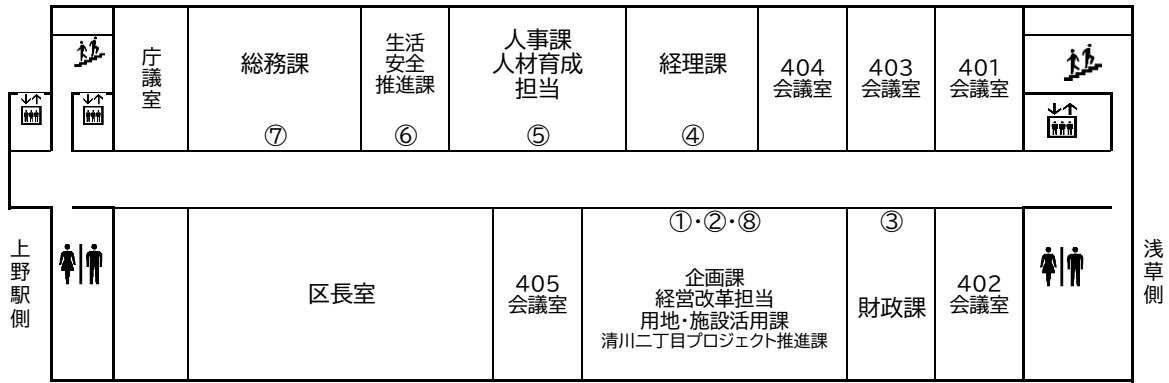 庁議室
総務課
⑦
生活
安全
推進課
⑥
人事課
人材育成
担当
⑤
経理課
④
404
会議室
403
会議室
401
会議室
上野駅側
区長室
405
会議室
①・②・⑧
企画課
経営改革担当
用地・施設活用課
清川二丁目プロジェクト推進課
③
財政課
402
会議室
浅草側